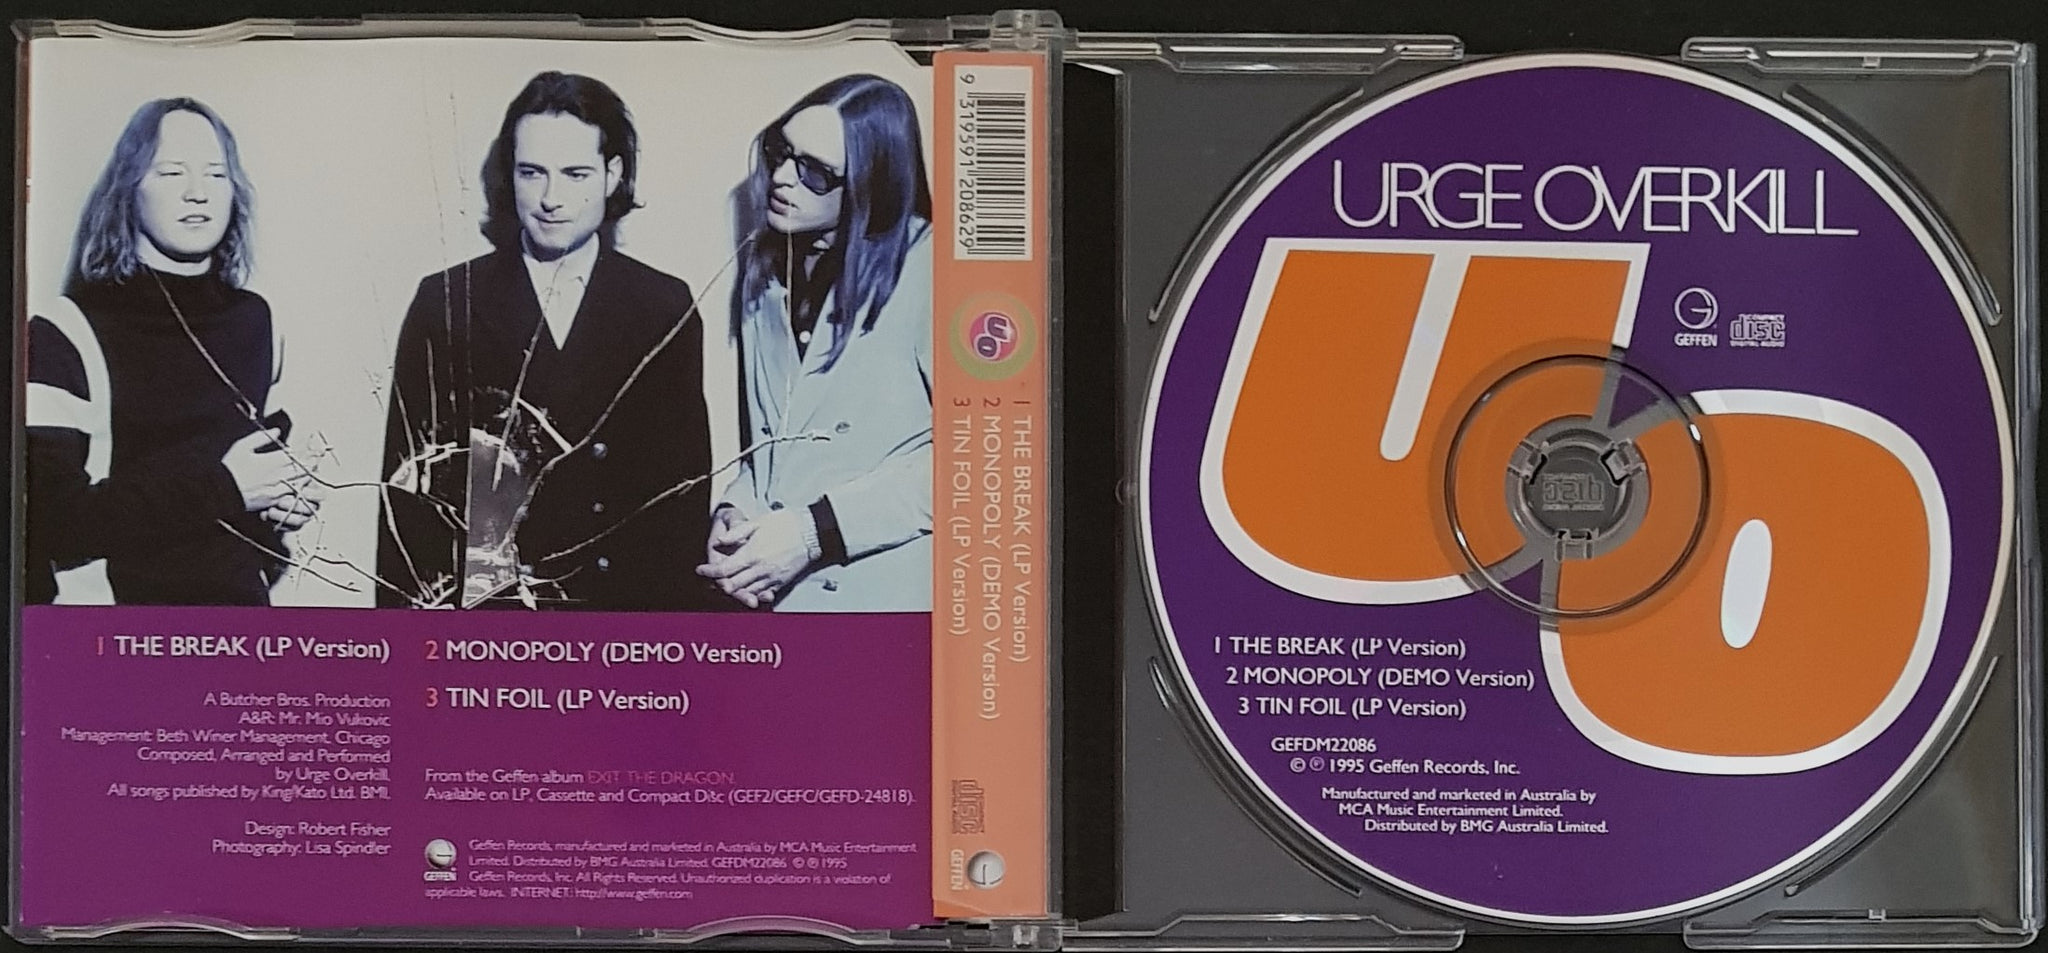 1 THE BREAK (LP Version)
2 MONOPOLY (DEMO Version)
3 TIN FOIL (LP Version)
A Butcher Bros. Production
A&R: Mr. Mio Vukovic
Management: Beth Winer Management, Chicago
Composed, Arranged and Performed
by Urge Overkill.
All songs published by King/Kato Ltd. BMI.
Design: Robert Fisher
Photography: Lisa Spindler
From the Geffen album EXIT THE DRAGON.
Available on LP, Cassette and Compact Disc (GEF2/GEFC/GEFD-24818).
GEFFEN
Geffen Records, manufactured and marketed in Australia by MCA Music Entertainment
Limited. Distributed by BMG Australia Limited. GEFDM22086 © ℗ 1995
Geffen Records, Inc. All Rights Reserved. Unauthorized duplication is a violation of
applicable laws. INTERNET: http://www.geffen.com
9 319591 208629
UO
1 THE BREAK (LP Version)
2 MONOPOLY (DEMO Version)
3 TIN FOIL (LP Version)
disc
GEFFEN
URGE OVERKILL
UO
GEFFEN
COMPACT
disc
DIGITAL AUDIO
1 THE BREAK (LP Version)
2 MONOPOLY (DEMO Version)
3 TIN FOIL (LP Version)
GEFDM22086
© ℗ 1995 Geffen Records, Inc.
Manufactured and marketed in Australia by
MCA Music Entertainment Limited.
Distributed by BMG Australia Limited.